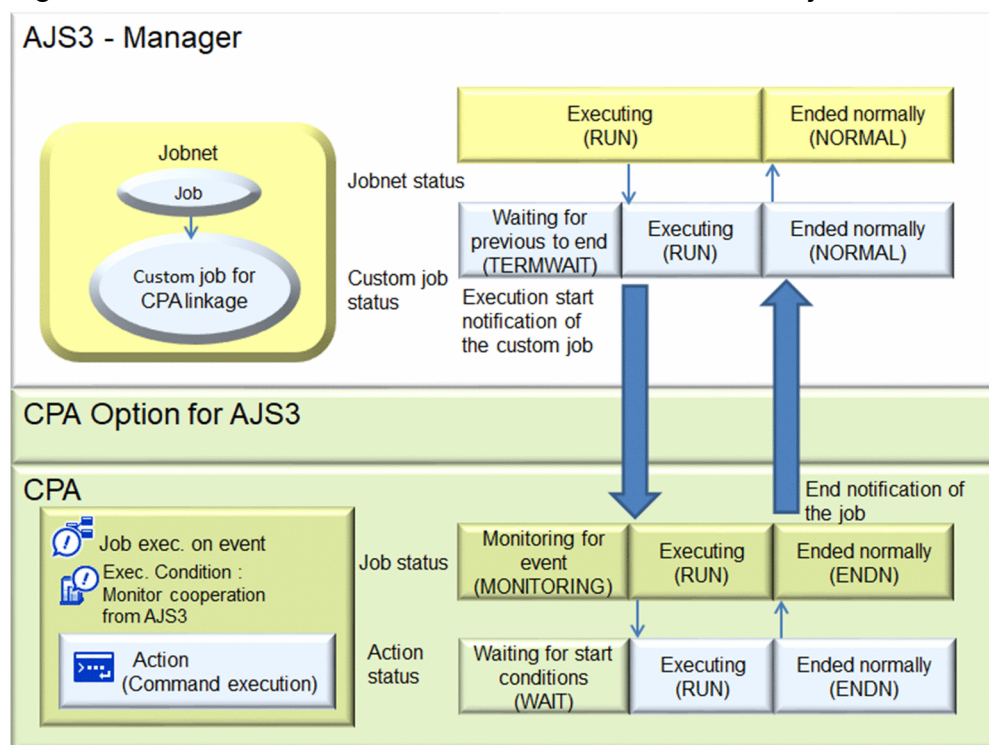 AJS3 - Manager
Jobnet
Job
Custom job for
CPA linkage
Jobnet status
Executing
(RUN)
Ended normally
(NORMAL)
Custom job
status
Waiting for
previous to end
(TERMWAIT)
Executing
(RUN)
Ended normally
(NORMAL)
Execution start
notification of
the custom job
CPA Option for AJS3
CPA
End notification of
the job
Job exec. on event
Exec. Condition :
Monitor cooperation
from AJS3
Action
(Command execution)
Job status
Monitoring for
event
(MONITORING)
Executing
(RUN)
Ended normally
(ENDN)
Action
status
Waiting for start
conditions
(WAIT)
Executing
(RUN)
Ended normally
(ENDN)